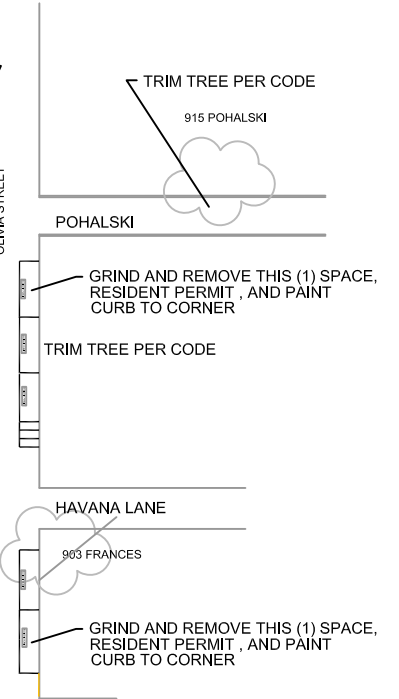 TRIM TREE PER CODE
915 POHALSKI
OLIVIA STREET
POHALSKI
GRIND AND REMOVE THIS (1) SPACE,
RESIDENT PERMIT , AND PAINT
CURB TO CORNER
TRIM TREE PER CODE
HAVANA LANE
903 FRANCES
GRIND AND REMOVE THIS (1) SPACE,
RESIDENT PERMIT , AND PAINT
CURB TO CORNER